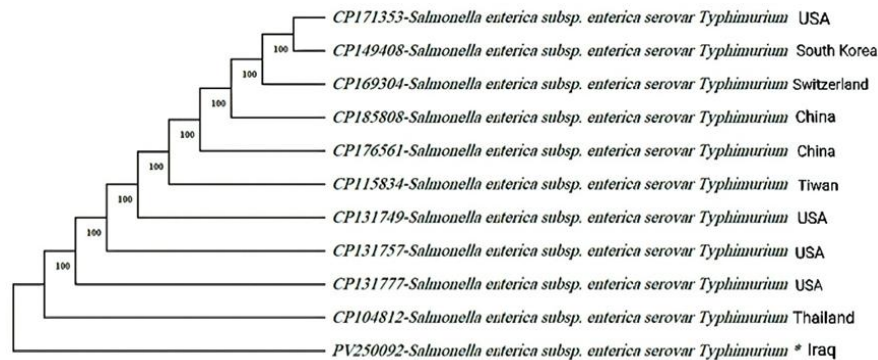 CP171353-Salmonella enterica subsp. enterica serovar Typhimurium USA
100
CP149408-Salmonella enterica subsp. enterica serovar Typhimurium South Korea
100
CP169304-Salmonella enterica subsp. enterica serovar Typhimurium Switzerland
100
CP185808-Salmonella enterica subsp. enterica serovar Typhimurium China
100
CP176561-Salmonella enterica subsp. enterica serovar Typhimurium China
100
CP115834-Salmonella enterica subsp. enterica serovar Typhimurium Tiwan
100
CP131749-Salmonella enterica subsp. enterica serovar Typhimurium USA
100
CP131757-Salmonella enterica subsp. enterica serovar Typhimurium USA
100
CP131777-Salmonella enterica subsp. enterica serovar Typhimurium USA
CP104812-Salmonella enterica subsp. enterica serovar Typhimurium Thailand
PV250092-Salmonella enterica subsp. enterica serovar Typhimurium * Iraq